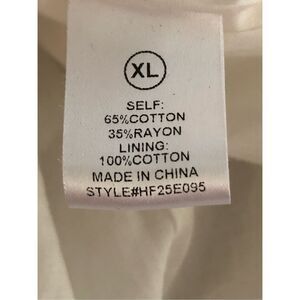 XL
SELF:
65%COTTON
35%RAYON
LINING:
100%COTTON
MADE IN CHINA
STYLE#HF25E095